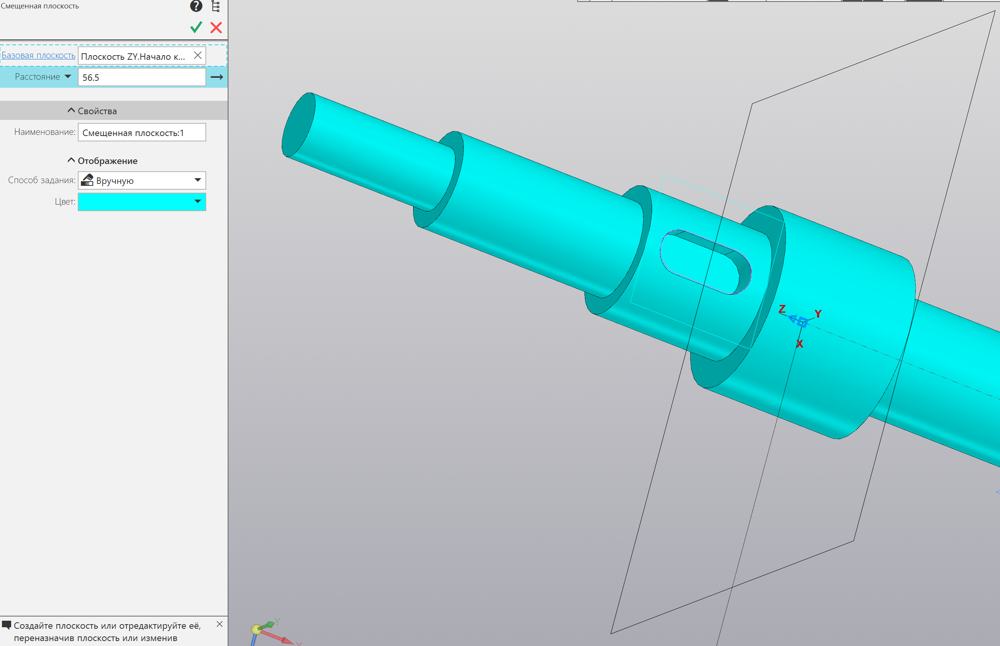 Смещенная плоскость
?
Базовая плоскость Плоскость ZY.Начало к...
Расстояние 56.5
Свойства
Наименование: Смещенная плоскость:1
Отображение
Способ задания: Вручную
Цвет:
Создайте плоскость или отредактируйте её,
переназначив плоскость или изменив
Z
Y
X
Y
X